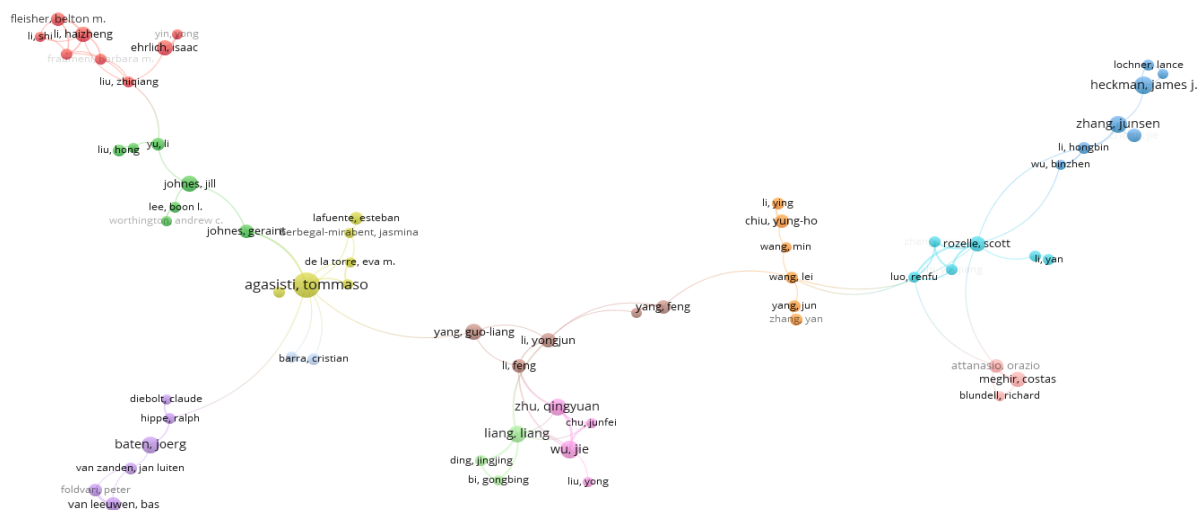 fleisher, belton m.
li, shi
li, haizheng
yin, yong
ehrlich, isaac
fraumeni, barbara m.
liu, zhiqiang
liu, hong
yu, li
johnes, jill
lee, boon l.
worthington, andrew c.
johnes, geraint
lafuente, esteban
berbegal-mirabent, jasmina
de la torre, eva m.
agasisti, tommaso
barra, cristian
diebolt, claude
hippe, ralph
baten, joerg
van zanden, jan luiten
foldvari, peter
van leeuwen, bas
yang, guo-liang
li, yongjun
li, feng
yang, feng
zhu, qingyuan
chu, junfei
liang, liang
wu, jie
ding, jingjing
bi, gongbing
liu, yong
li, ying
chiu, yung-ho
wang, min
wang, lei
yang, jun
zhang, yan
rozelle, scott
luo, renfu
li, yan
attanasio, orazio
meghir, costas
blundell, richard
lochner, lance
heckman, james j.
zhang, junsen
li, hongbin
wu, binzhen